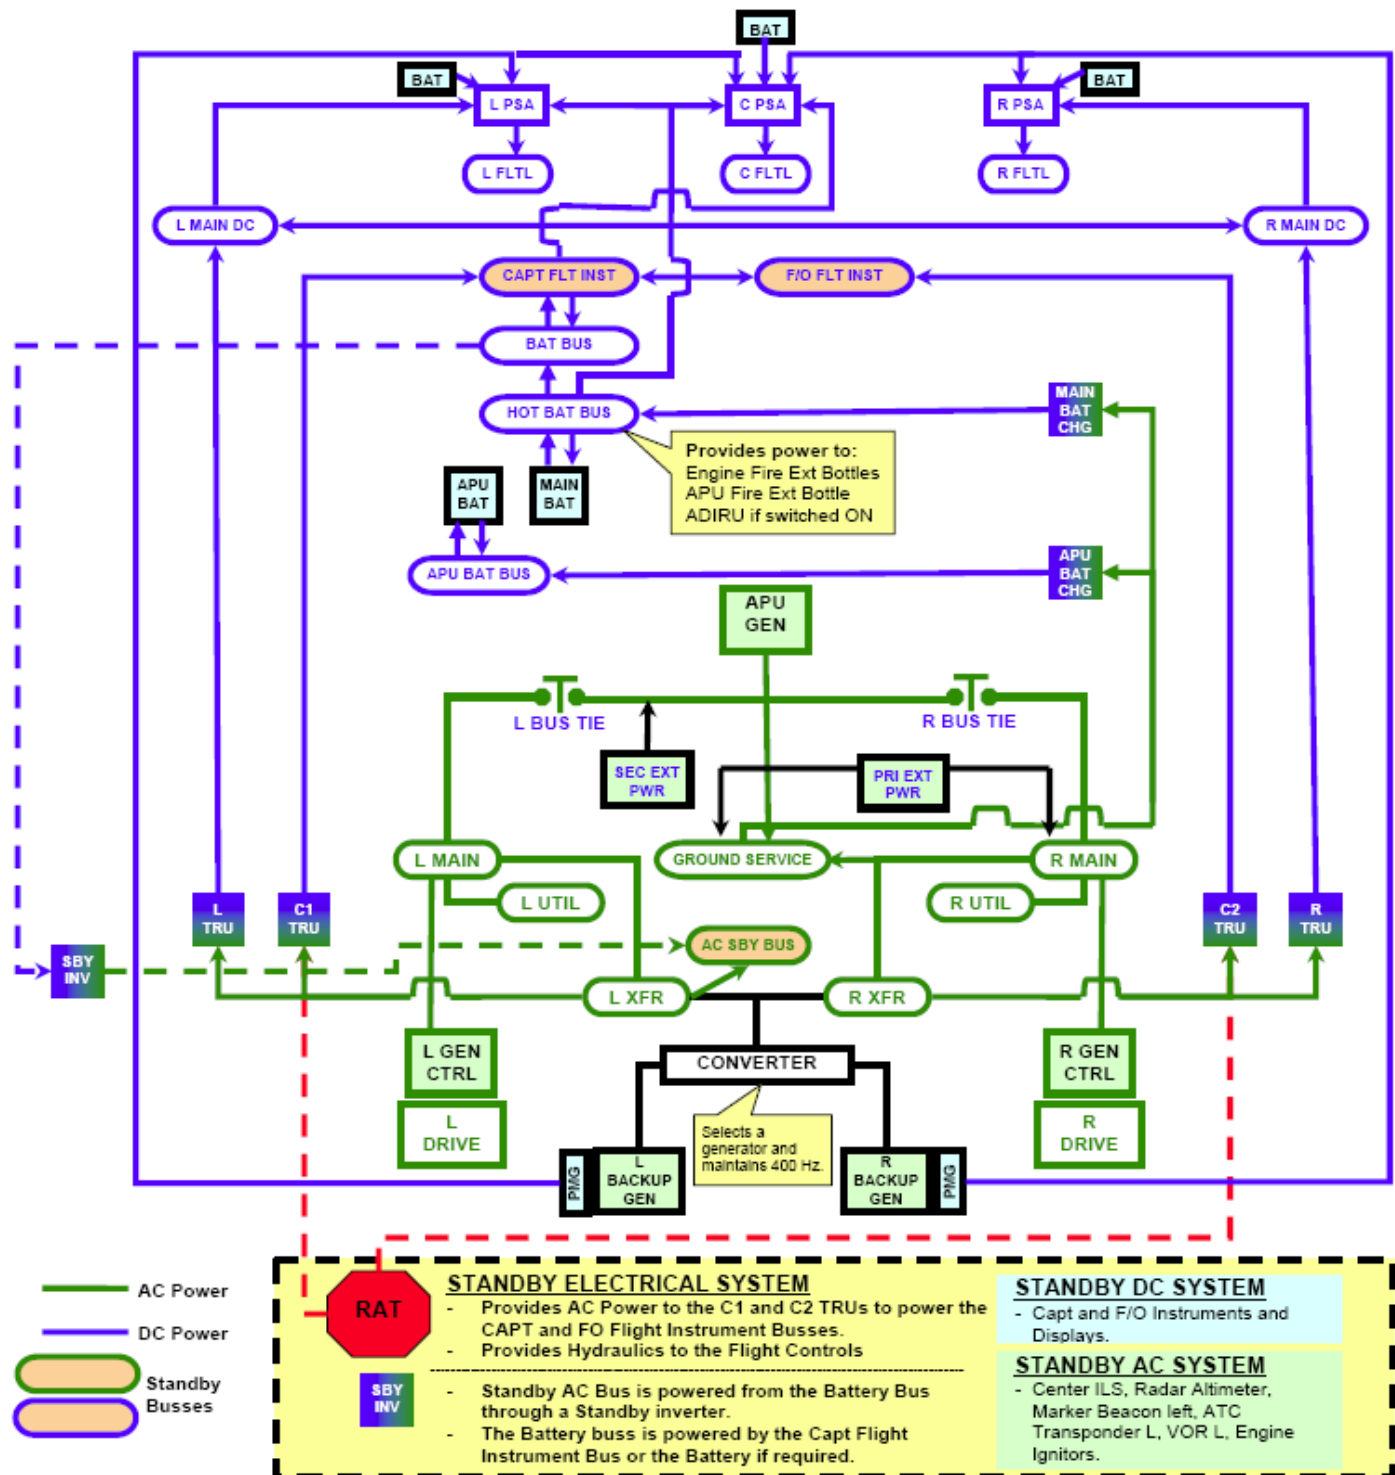 BAT
BAT
BAT
L PSA
C PSA
R PSA
L FLTL
C FLTL
R FLTL
L MAIN DC
R MAIN DC
CAPT FLT INST
F/O FLT INST
BAT BUS
HOT BAT BUS
MAIN
BAT
CHG
Provides power to:
Engine Fire Ext Bottles
APU Fire Ext Bottle
ADIRU if switched ON
APU
BAT
MAIN
BAT
APU BAT BUS
APU
BAT
CHG
APU
GEN
L BUS TIE
R BUS TIE
SEC EXT
PWR
PRI EXT
PWR
L MAIN
GROUND SERVICE
R MAIN
L UTIL
R UTIL
L
TRU
C1
TRU
C2
TRU
R
TRU
AC SBY BUS
SBY
INV
L XFR
R XFR
L GEN
CTRL
CONVERTER
R GEN
CTRL
L
DRIVE
Selects a
generator and
maintains 400 Hz.
R
DRIVE
PMG
L
BACKUP
GEN
R
BACKUP
GEN
PMG
AC Power
DC Power
Standby
Busses
RAT
STANDBY ELECTRICAL SYSTEM
- Provides AC Power to the C1 and C2 TRUs to power the
CAPT and FO Flight Instrument Busses.
- Provides Hydraulics to the Flight Controls
SBY
INV
- Standby AC Bus is powered from the Battery Bus
through a Standby inverter.
- The Battery buss is powered by the Capt Flight
Instrument Bus or the Battery if required.
STANDBY DC SYSTEM
- Capt and F/O Instruments and
Displays.
STANDBY AC SYSTEM
- Center ILS, Radar Altimeter,
Marker Beacon left, ATC
Transponder L, VOR L, Engine
Ignitors.